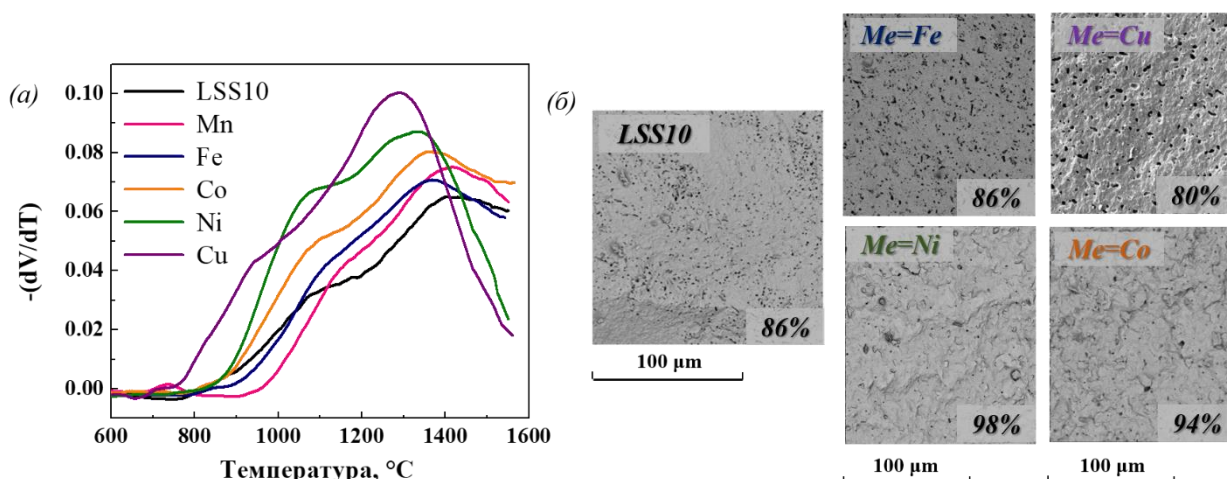 (а)
-(dV/dT)
0.10
0.08
0.06
0.04
0.02
0.00
LSS10
Mn
Fe
Co
Ni
Cu
600 800 1000 1200 1400 1600
Температура, °C
(б)
LSS10
86%
100 µm
Me=Fe
86%
Me=Cu
80%
Me=Ni
98%
Me=Co
94%
100 µm
100 µm